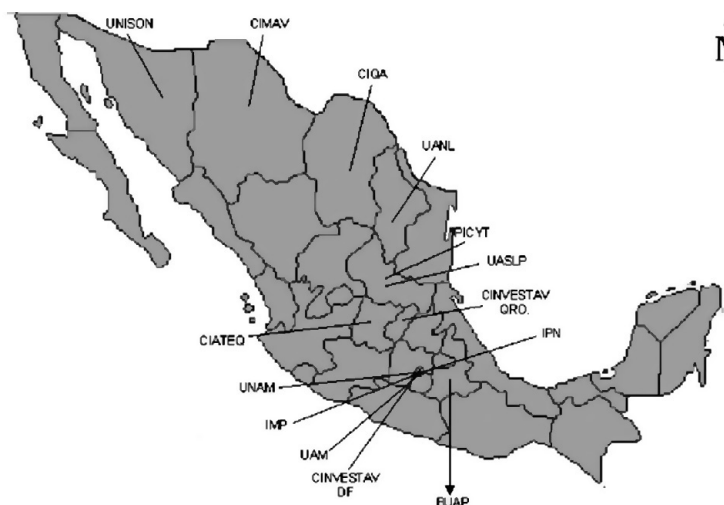 UNISON
CIMAV
CIQA
UANL
IPICYT
UASLP
CINVESTAV
QRO.
IPN
CIATEQ
UNAM
IMP
UAM
CINVESTAV
DF
BUAP